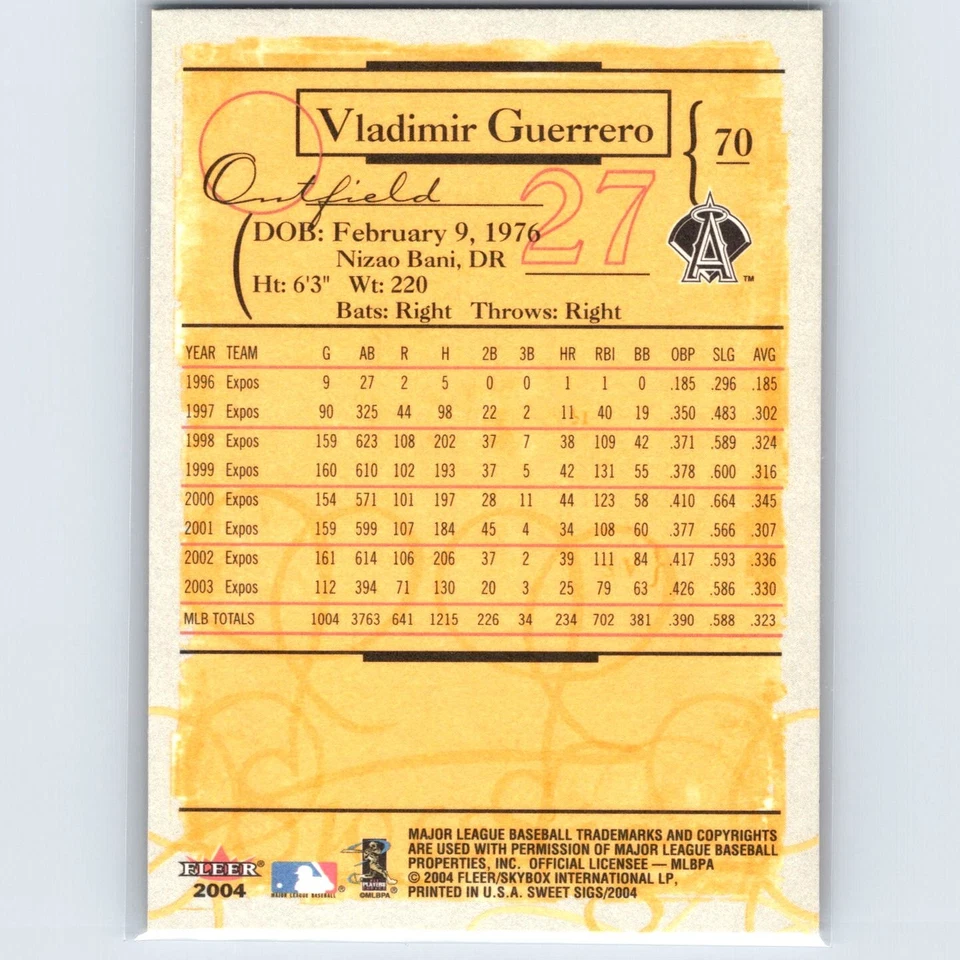 Vladimir Guerrero
70
Outfield
27
DOB: February 9, 1976
Nizao Bani, DR
Ht: 6'3" Wt: 220
Bats: Right Throws: Right
A
TM
YEAR TEAM G AB R H 2B 3B HR RBI BB OBP SLG AVG
1996 Expos 9 27 2 5 0 0 1 1 0 .185 .296 .185
1997 Expos 90 325 44 98 22 2 11 40 19 .350 .483 .302
1998 Expos 159 623 108 202 37 7 38 109 42 .371 .589 .324
1999 Expos 160 610 102 193 37 5 42 131 55 .378 .600 .316
2000 Expos 154 571 101 197 28 11 44 123 58 .410 .664 .345
2001 Expos 159 599 107 184 45 4 34 108 60 .377 .566 .307
2002 Expos 161 614 106 206 37 2 39 111 84 .417 .593 .336
2003 Expos 112 394 71 130 20 3 25 79 63 .426 .586 .330
MLB TOTALS 1004 3763 641 1215 226 34 234 702 381 .390 .588 .323
FLEER®
2004
MAJOR LEAGUE BASEBALL
®
PLAYERS
©MLBPA
MAJOR LEAGUE BASEBALL TRADEMARKS AND COPYRIGHTS
ARE USED WITH PERMISSION OF MAJOR LEAGUE BASEBALL
PROPERTIES, INC. OFFICIAL LICENSEE — MLBPA
© 2004 FLEER/SKYBOX INTERNATIONAL LP,
PRINTED IN U.S.A. SWEET SIGS/2004